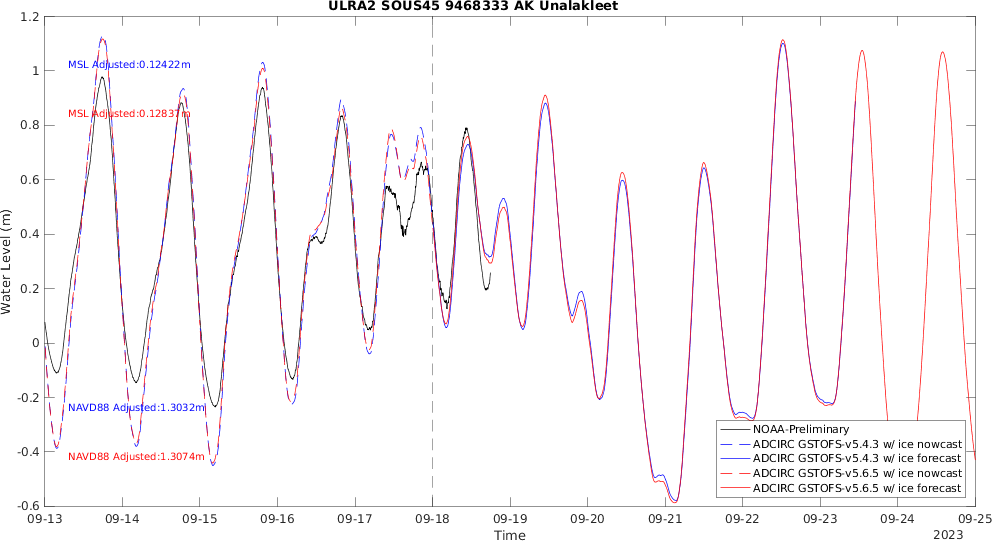 ULRA2 SOUS45 9468333 AK Unalakleet
1.2
1
0.8
0.6
0.4
0.2
0
-0.2
-0.4
-0.6
Water Level (m)
MSL Adjusted:0.12422m
MSL Adjusted:0.12837m
NAVD88 Adjusted:1.3032m
NAVD88 Adjusted:1.3074m
NOAA-Preliminary
ADCIRC GSTOFS-v5.4.3 w/ ice nowcast
ADCIRC GSTOFS-v5.4.3 w/ ice forecast
ADCIRC GSTOFS-v5.6.5 w/ ice nowcast
ADCIRC GSTOFS-v5.6.5 w/ ice forecast
09-13 09-14 09-15 09-16 09-17 09-18 09-19 09-20 09-21 09-22 09-23 09-24 09-25
Time
2023